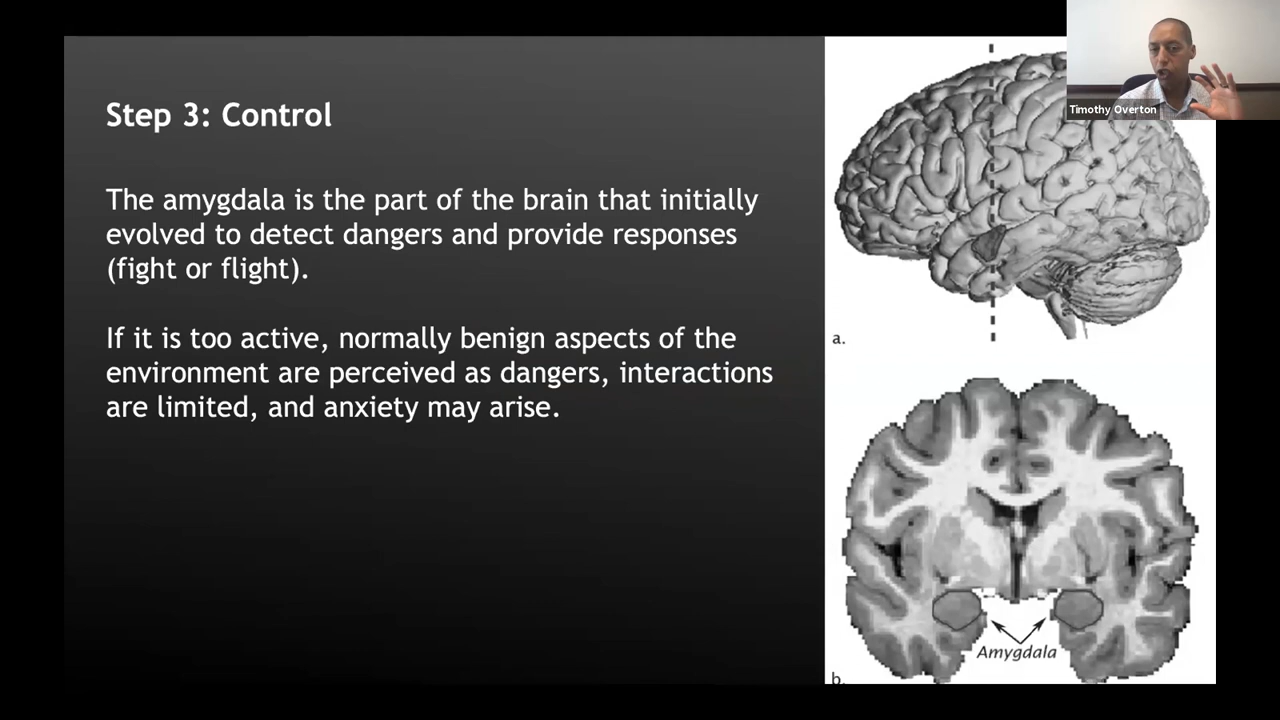 Step 3: Control
The amygdala is the part of the brain that initially
evolved to detect dangers and provide responses
(fight or flight).
If it is too active, normally benign aspects of the
environment are perceived as dangers, interactions
are limited, and anxiety may arise.
a.
Amygdala
b.
Timothy Overton